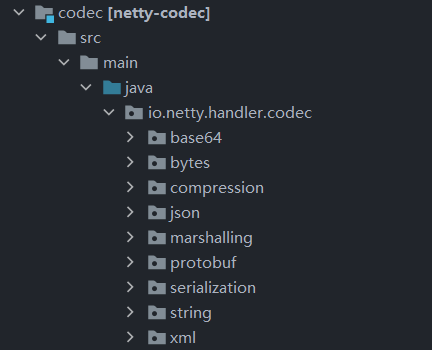 codec [netty-codec]
src
main
java
io.netty.handler.codec
base64
bytes
compression
json
marshalling
protobuf
serialization
string
xml